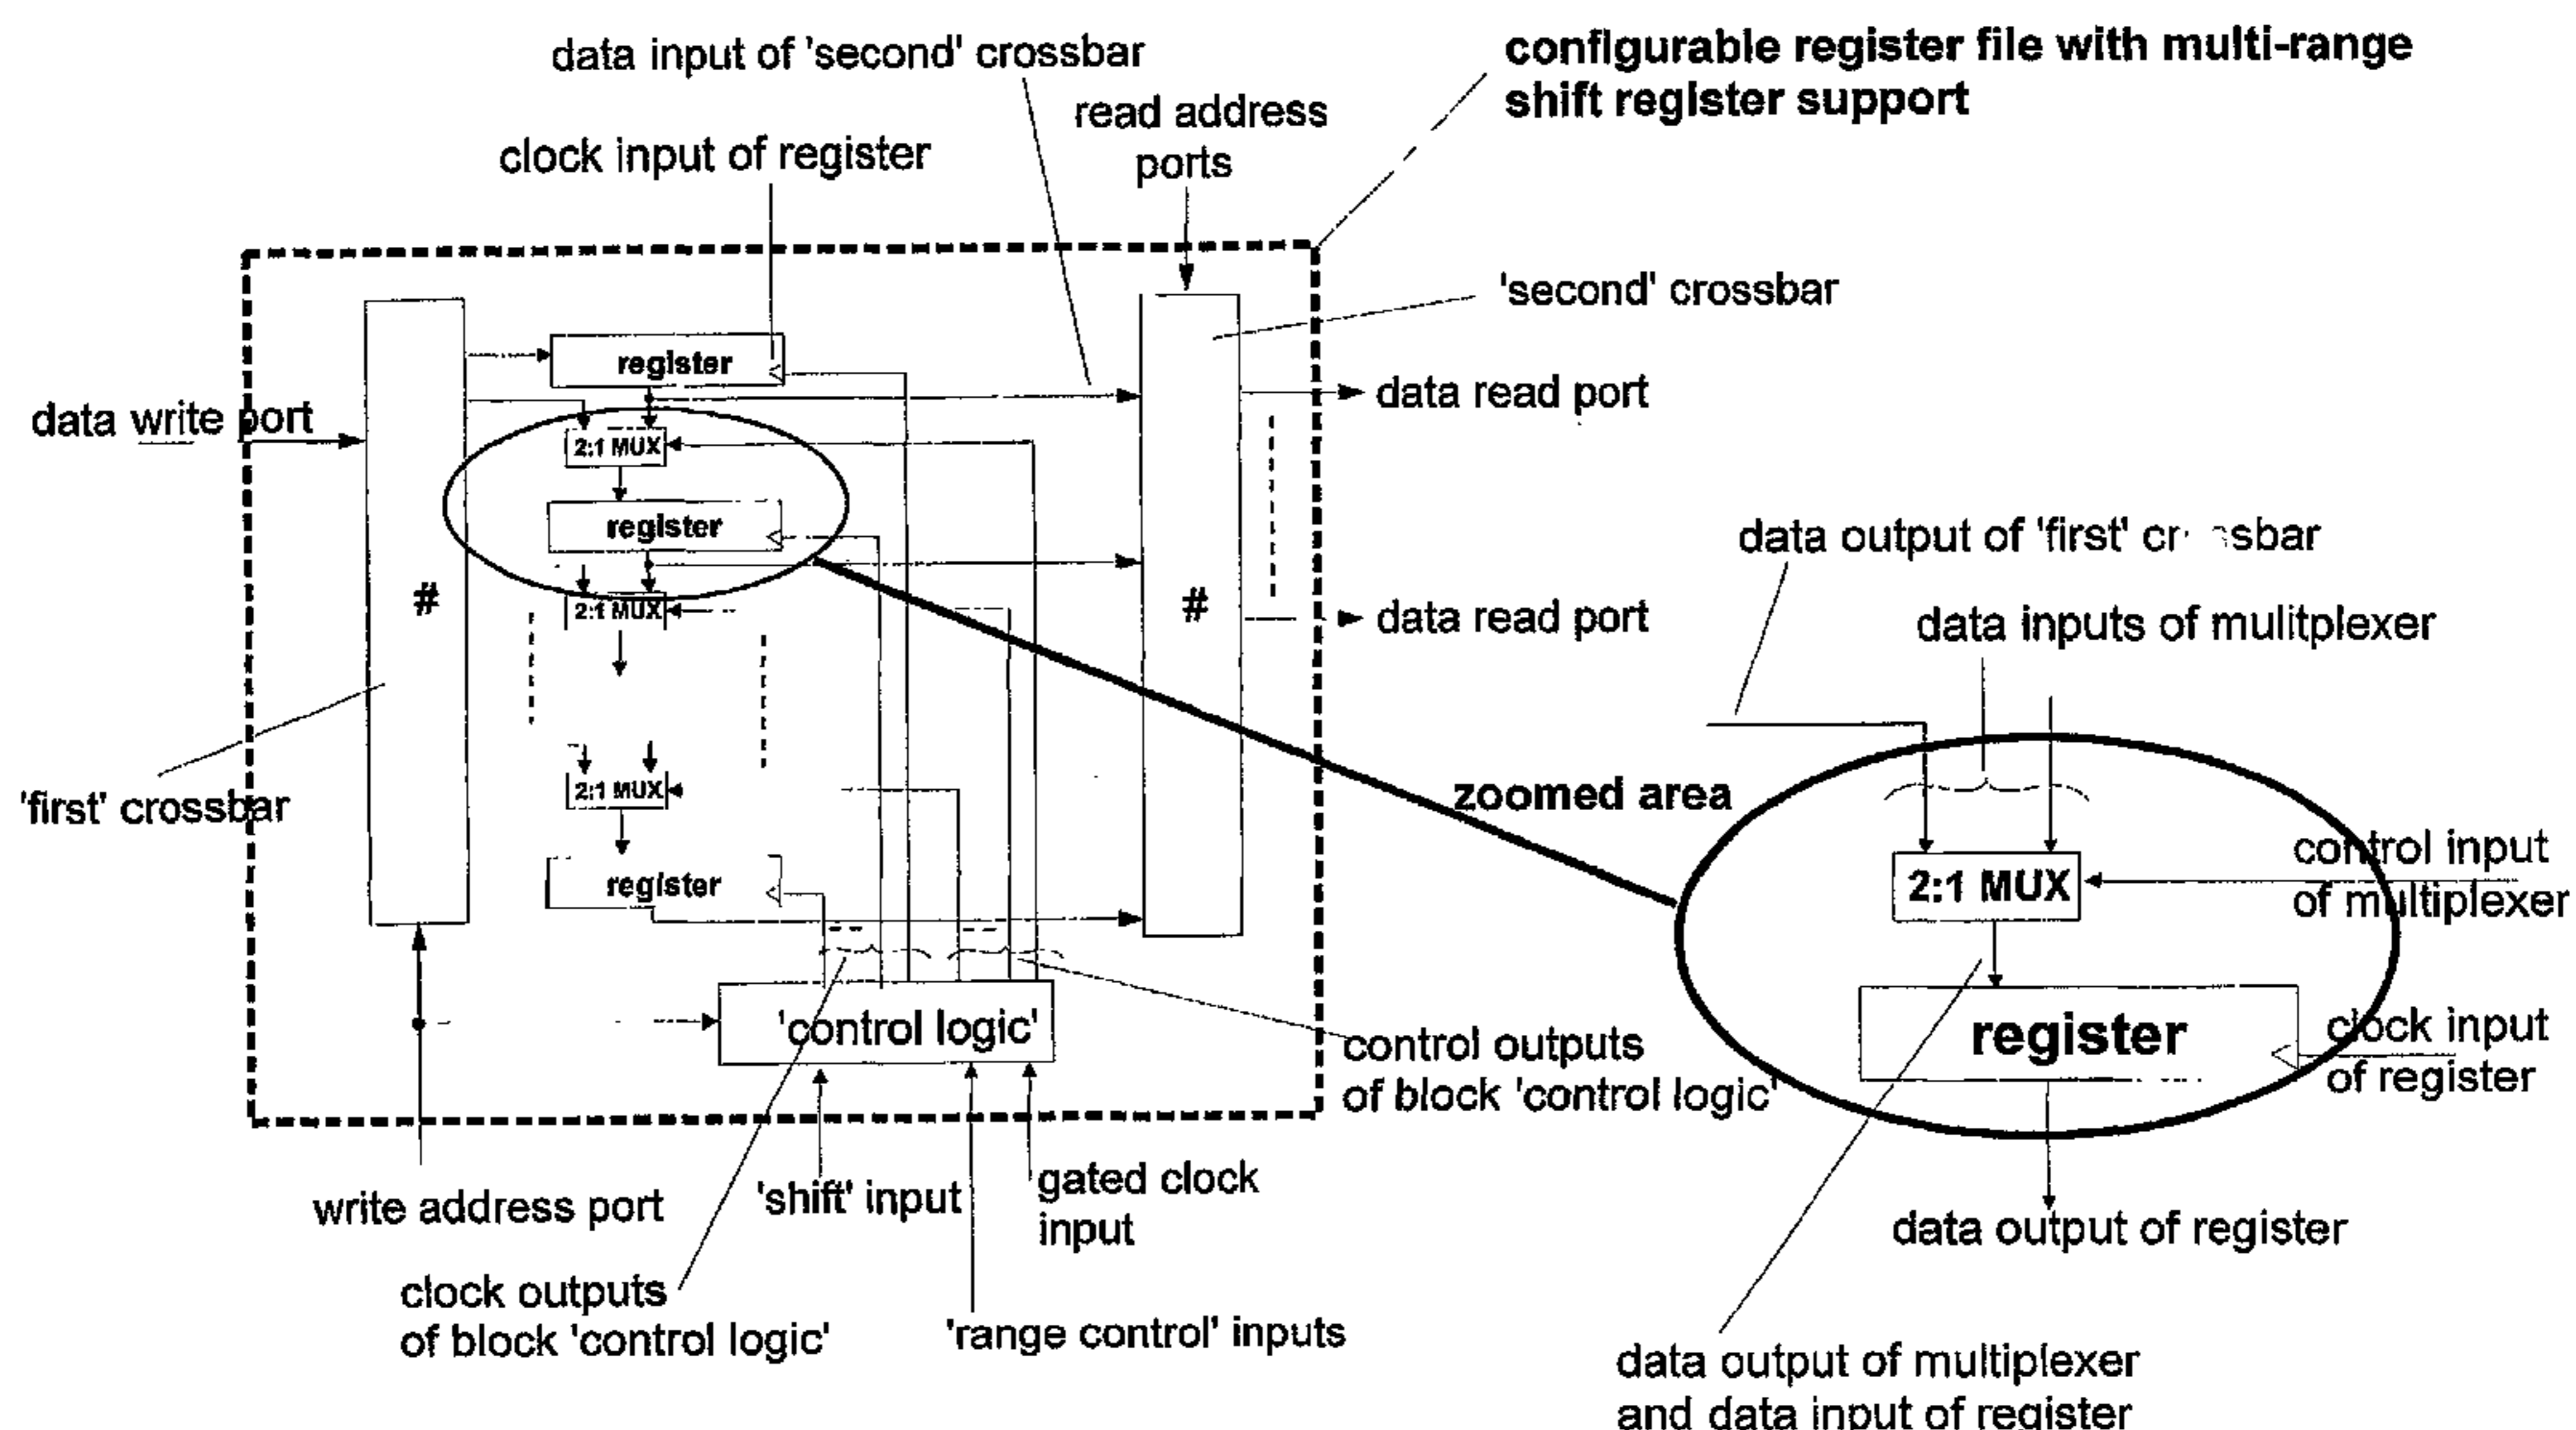 data input of 'second' crossbar
configurable register file with multi-range
shift register support
read address
ports
clock input of register
'second' crossbar
register
data read port
data write port
2:1 MUX
register
data output of 'first'
#
#
2:1 MUX
data read port
data inputs of mulitplexer
2:1 MUX
'first' crossbar
zoomed area
control input
of multiplexer
2:1 MUX
register
'control logic'
control outputs
of block 'control logic'
register
clock input
of register
write address port
'shift' input
gated clock
input
data output of register
clock outputs
of block 'control logic'
'range control' inputs
data output of multiplexer
and data input of register